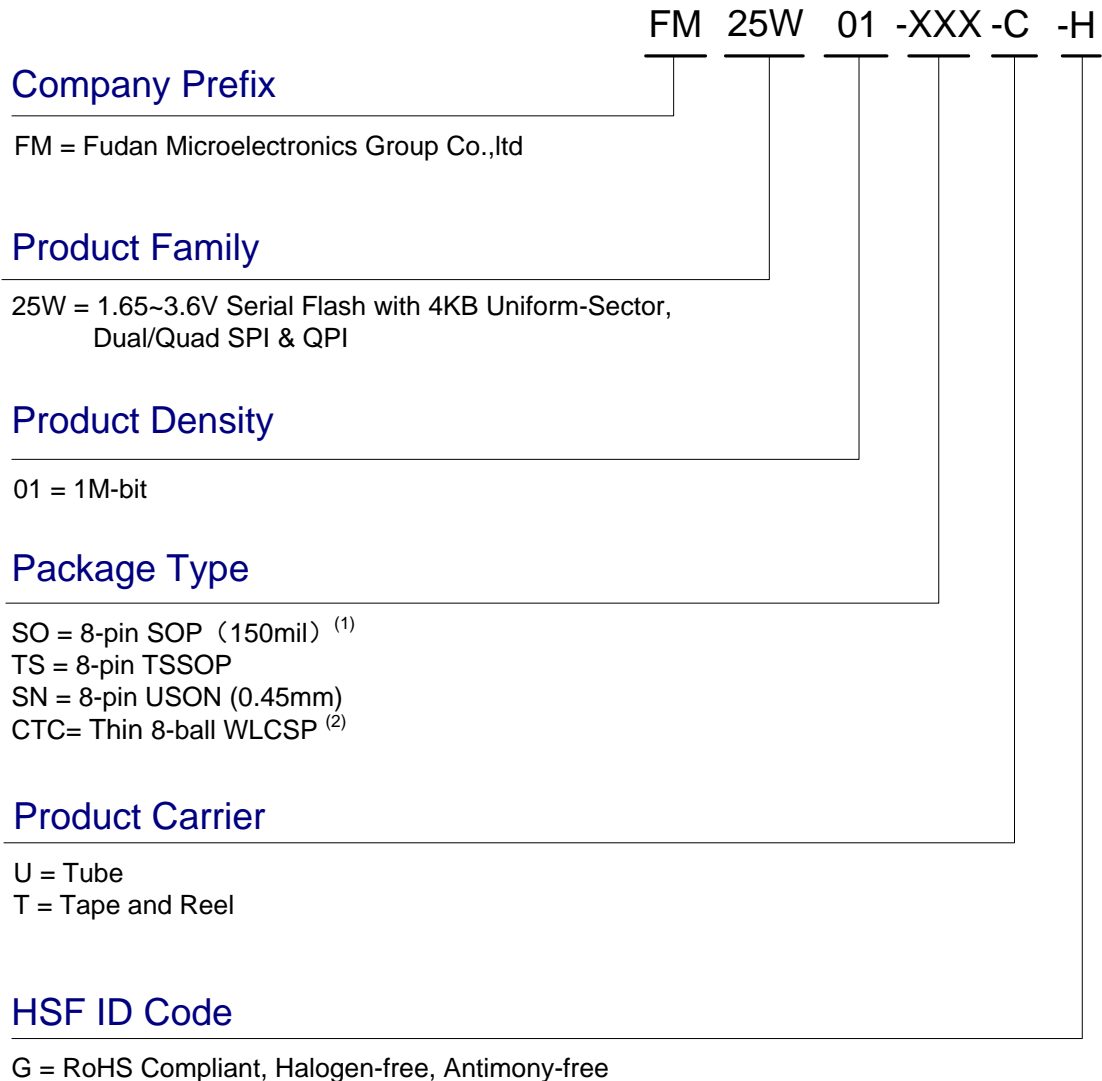 FM 25W 01 -XXX -C -H
Company Prefix
FM = Fudan Microelectronics Group Co.,ltd
Product Family
25W = 1.65~3.6V Serial Flash with 4KB Uniform-Sector,
Dual/Quad SPI & QPI
Product Density
01 = 1M-bit
Package Type
SO = 8-pin SOP（150mil）(1)
TS = 8-pin TSSOP
SN = 8-pin USON (0.45mm)
CTC= Thin 8-ball WLCSP (2)
Product Carrier
U = Tube
T = Tape and Reel
HSF ID Code
G = RoHS Compliant, Halogen-free, Antimony-free